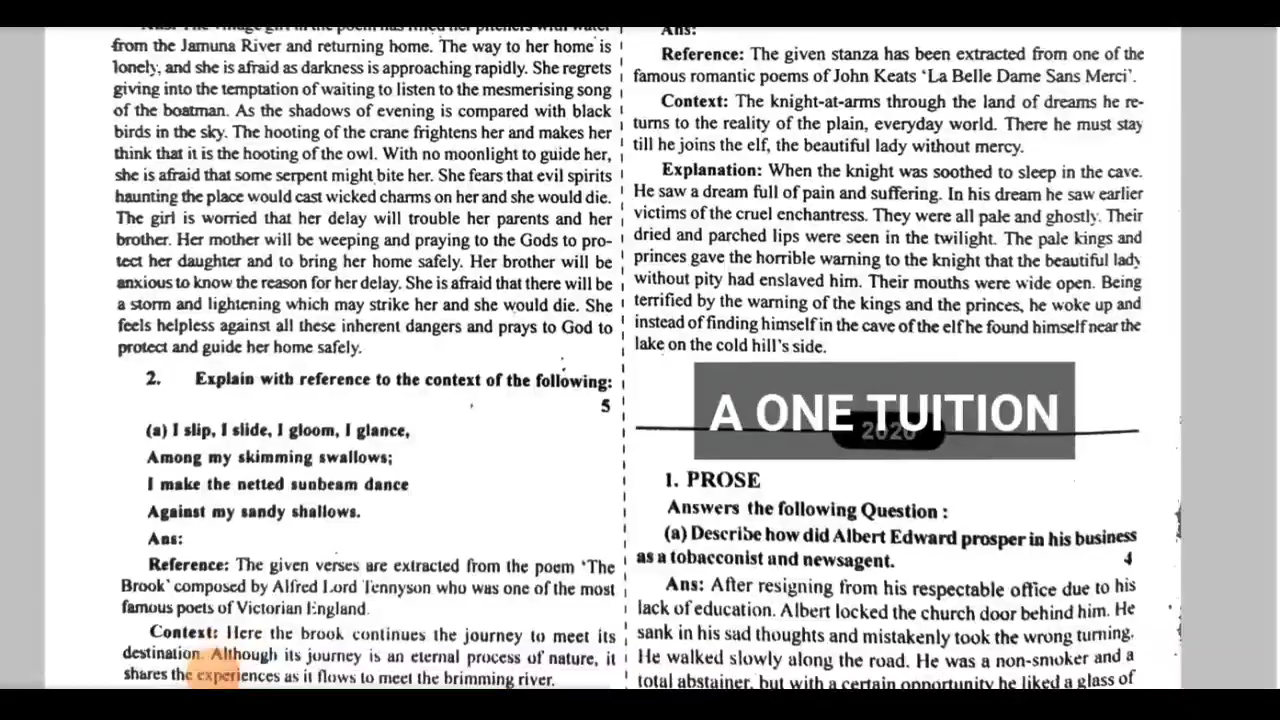 Ans: The village girl in the poem has filled her pitchers with water
from the Jamuna River and returning home. The way to her home is
lonely, and she is afraid as darkness is approaching rapidly. She regrets
giving into the temptation of waiting to listen to the mesmerising song
of the boatman. As the shadows of evening is compared with black
birds in the sky. The hooting of the crane frightens her and makes her
think that it is the hooting of the owl. With no moonlight to guide her,
she is afraid that some serpent might bite her. She fears that evil spirits
haunting the place would cast wicked charms on her and she would die.
The girl is worried that her delay will trouble her parents and her
brother. Her mother will be weeping and praying to the Gods to pro-
tect her daughter and to bring her home safely. Her brother will be
anxious to know the reason for her delay. She is afraid that there will be
a storm and lightening which may strike her and she would die. She
feels helpless against all these inherent dangers and prays to God to
protect and guide her home safely.
2. Explain with reference to the context of the following:
5
(a) I slip, I slide, I gloom, I glance,
Among my skimming swallows;
I make the netted sunbeam dance
Against my sandy shallows.
Ans:
Reference: The given verses are extracted from the poem 'The
Brook' composed by Alfred Lord Tennyson who was one of the most
famous poets of Victorian England.
Context: Here the brook continues the journey to meet its
destination. Although its journey is an eternal process of nature, it
shares the experiences as it flows to meet the brimming river.
Ans:
Reference: The given stanza has been extracted from one of the
famous romantic poems of John Keats 'La Belle Dame Sans Merci'.
Context: The knight-at-arms through the land of dreams he re-
turns to the reality of the plain, everyday world. There he must stay
till he joins the elf, the beautiful lady without mercy.
Explanation: When the knight was soothed to sleep in the cave.
He saw a dream full of pain and suffering. In his dream he saw earlier
victims of the cruel enchantress. They were all pale and ghostly. Their
dried and parched lips were seen in the twilight. The pale kings and
princes gave the horrible warning to the knight that the beautiful lady
without pity had enslaved him. Their mouths were wide open. Being
terrified by the warning of the kings and the princes, he woke up and
instead of finding himself in the cave of the elf he found himself near the
lake on the cold hill's side.
A ONE TUITION
2020
1. PROSE
Answers the following Question :
(a) Describe how did Albert Edward prosper in his business
as a tobacconist and newsagent. 4
Ans: After resigning from his respectable office due to his
lack of education. Albert locked the church door behind him. He
sank in his sad thoughts and mistakenly took the wrong turning.
He walked slowly along the road. He was a non-smoker and a
total abstainer, but with a certain opportunity he liked a glass of